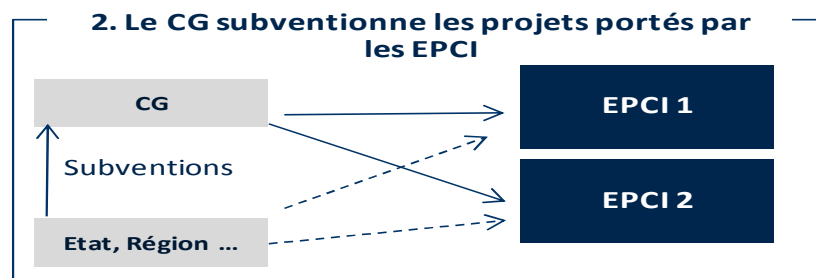 2. Le CG subventionne les projets portés par
les EPCI
CG
EPCI 1
Subventions
EPCI 2
Etat, Région ...